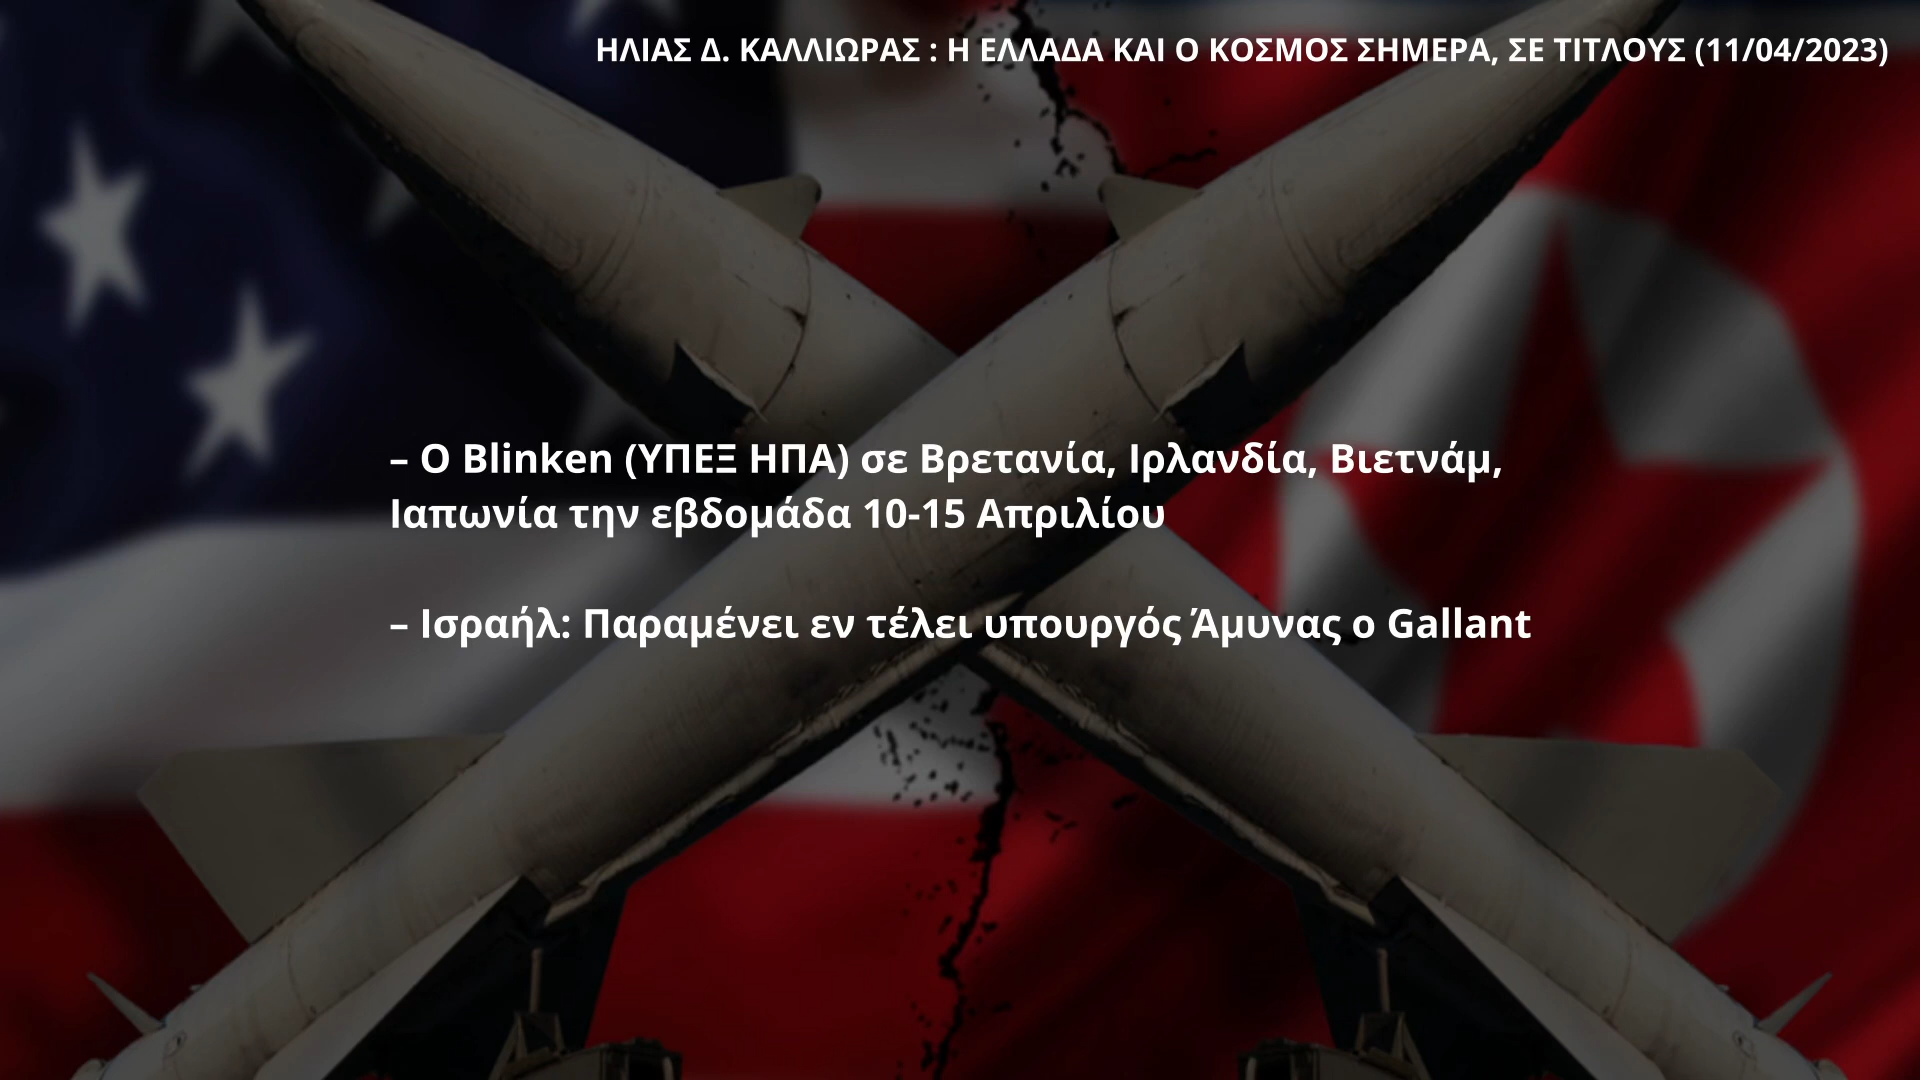 ΗΛΙΑΣ Δ. ΚΑΛΛΙΩΡΑΣ : Η ΕΛΛΑΔΑ ΚΑΙ Ο ΚΟΣΜΟΣ ΣΗΜΕΡΑ, ΣΕ ΤΙΤΛΟΥΣ (11/04/2023)
– Ο Blinken (ΥΠΕΞ ΗΠΑ) σε Βρετανία, Ιρλανδία, Βιετνάμ,
Ιαπωνία την εβδομάδα 10-15 Απριλίου
– Ισραήλ: Παραμένει εν τέλει υπουργός Άμυνας ο Gallant